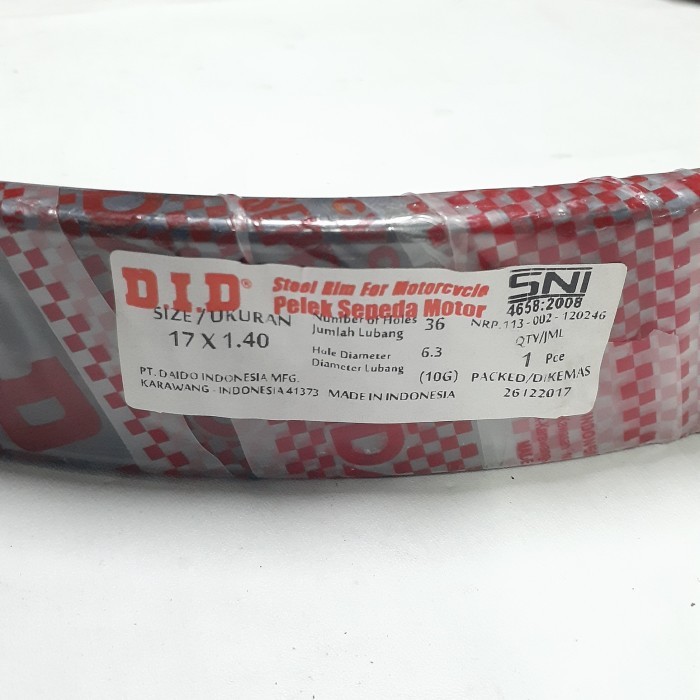 D.I.D®
Steel Rim For Motorcycle
Pelek Sepeda Motor
SNI
4658:2008
NRP.113-002-120246
SIZE/UKURAN
17 X 1.40
Number of Holes 36
Jumlah Lubang
Hole Diameter 6.3
Diameter Lubang (10G)
QTY/JML
1 Pce
PACKED/DIKEMAS
26122017
PT. DAIDO INDONESIA MFG.
KARAWANG - INDONESIA 41373 MADE IN INDONESIA